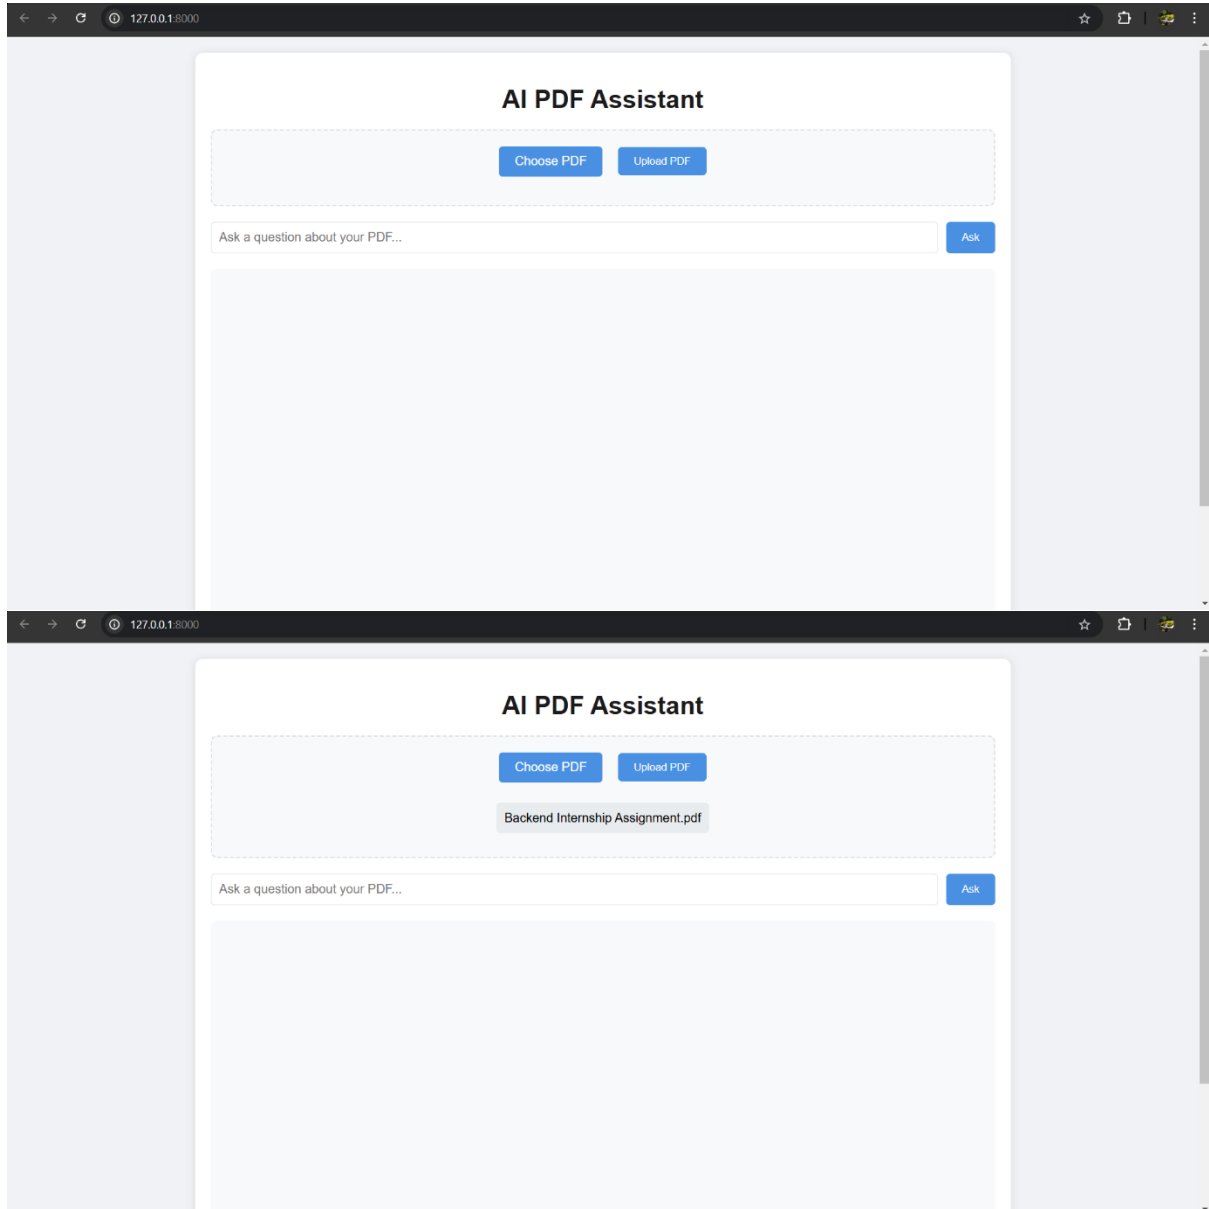 127.0.0.1:8000
AI PDF Assistant
Choose PDF Upload PDF
Ask a question about your PDF... Ask
127.0.0.1:8000
AI PDF Assistant
Choose PDF Upload PDF
Backend Internship Assignment.pdf
Ask a question about your PDF... Ask